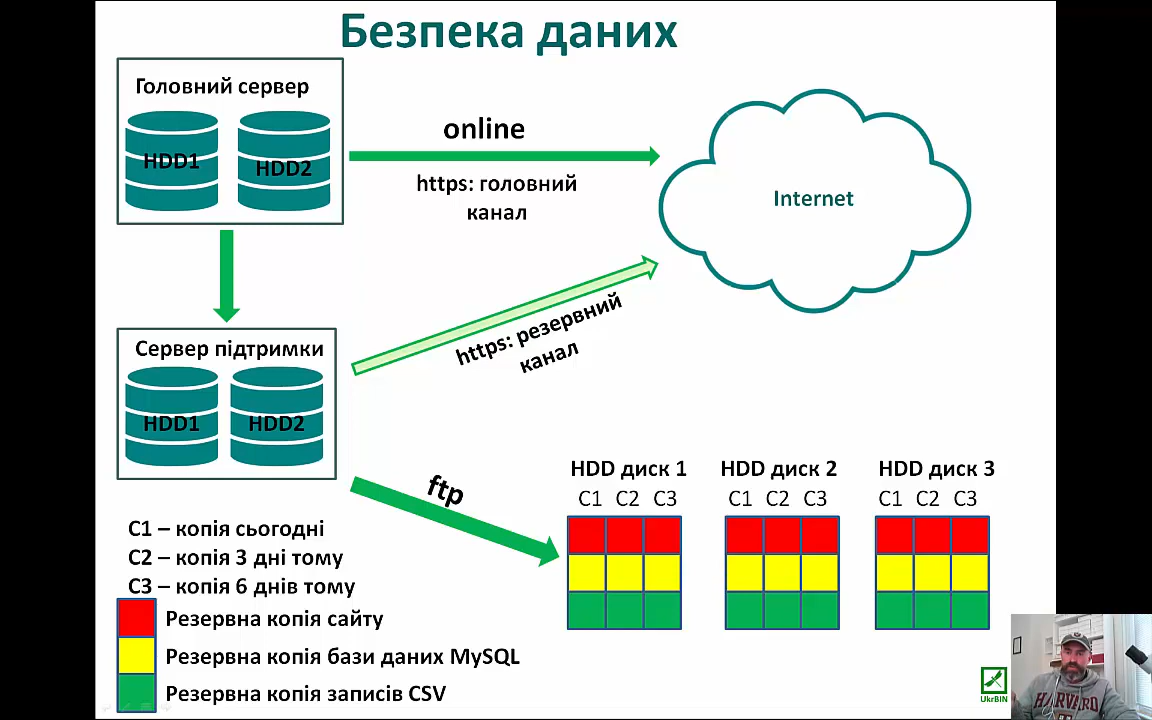 Безпека даних
Головний сервер
HDD1
HDD2
online
https: головний
канал
Internet
https: резервний
канал
Сервер підтримки
HDD1
HDD2
ftp
HDD диск 1
HDD диск 2
HDD диск 3
C1 C2 C3
C1 C2 C3
C1 C2 C3
C1 – копія сьогодні
C2 – копія 3 дні тому
C3 – копія 6 днів тому
Резервна копія сайту
Резервна копія бази даних MySQL
Резервна копія записів CSV
UkrBIN
HARVARD